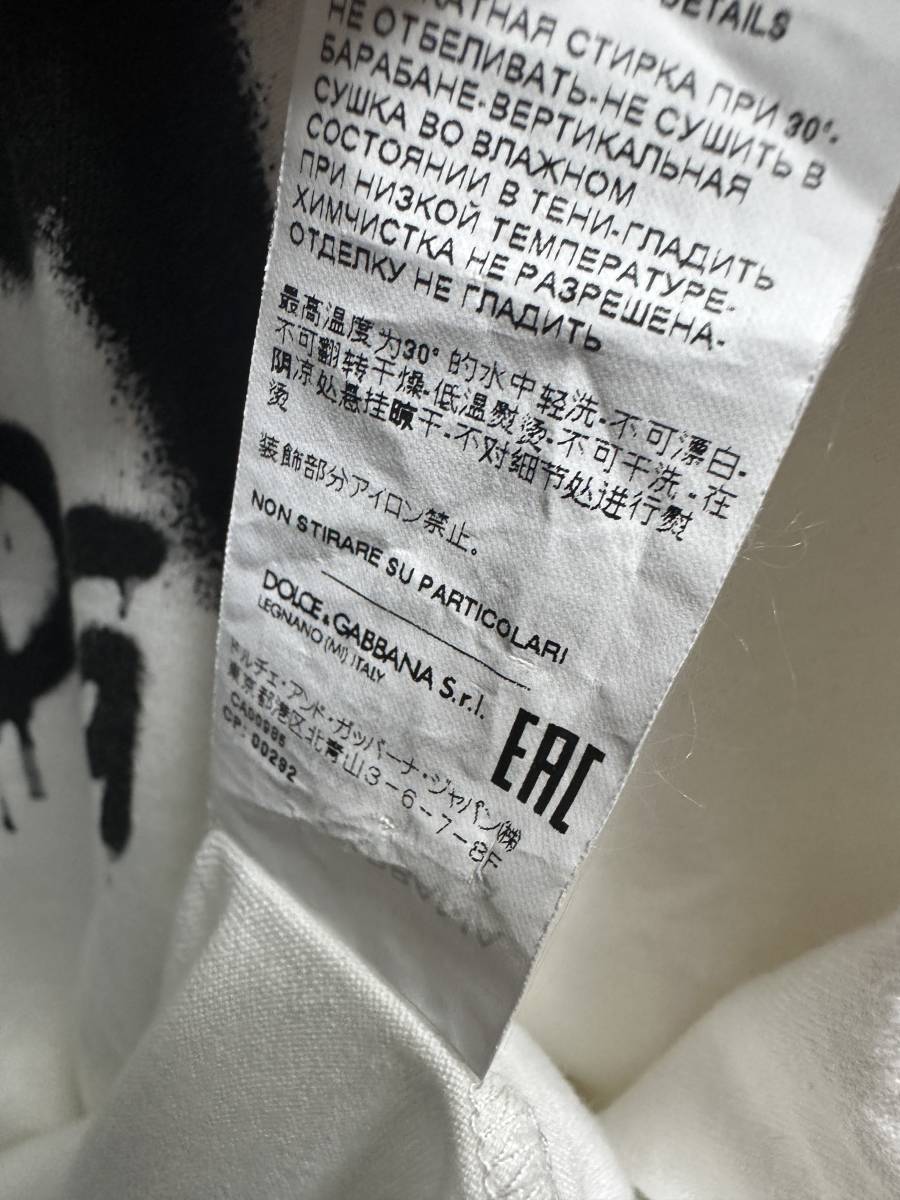 DETAILS
СТИРКА ПРИ 30°-
НЕ ОТБЕЛИВАТЬ-НЕ СУШИТЬ В
БАРАБАНЕ-ВЕРТИКАЛЬНАЯ
СУШКА ВО ВЛАЖНОМ
СОСТОЯНИИ В ТЕНИ-ГЛАДИТЬ
ПРИ НИЗКОЙ ТЕМПЕРАТУРЕ-
ХИМЧИСТКА НЕ РАЗРЕШЕНА-
ОТДЕЛКУ НЕ ГЛАДИТЬ
最高温度为30° 的水中轻洗-不可漂白-
不可翻转干燥-低温熨烫-不可干洗-在
阴凉处悬挂晾干-不对细节处进行熨
烫
装飾部分アイロン禁止。
NON STIRARE SU PARTICOLARI
DOLCE & GABBANA S.r.l.
LEGNANO (MI) ITALY
ドルチェ・アンド・ガッバーナ・ジャパン㈱
東京都港区北青山3-6-7-8F
CA00985
CP: 00292
EAC